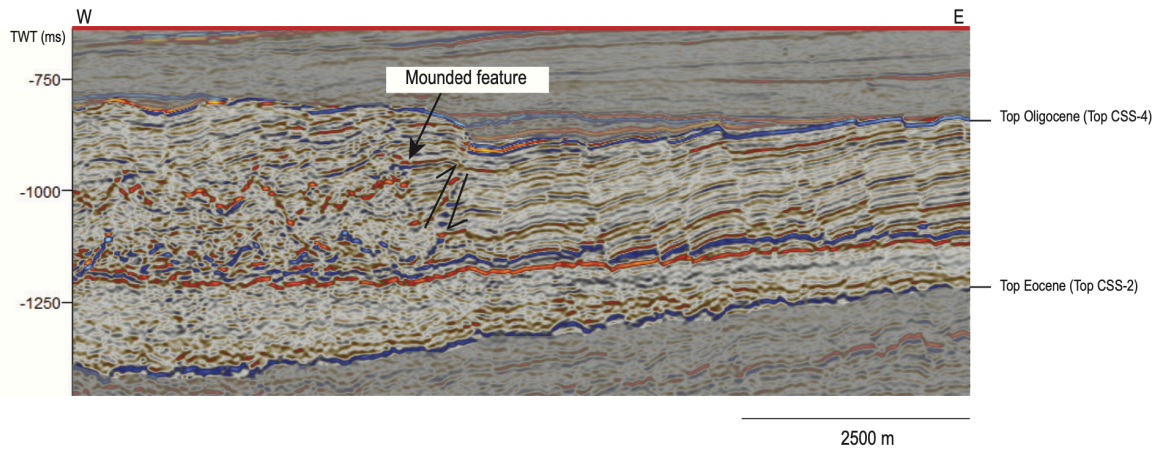 W
E
TWT (ms)
-750
Mounded feature
Top Oligocene (Top CSS-4)
-1000
Top Eocene (Top CSS-2)
-1250
2500 m